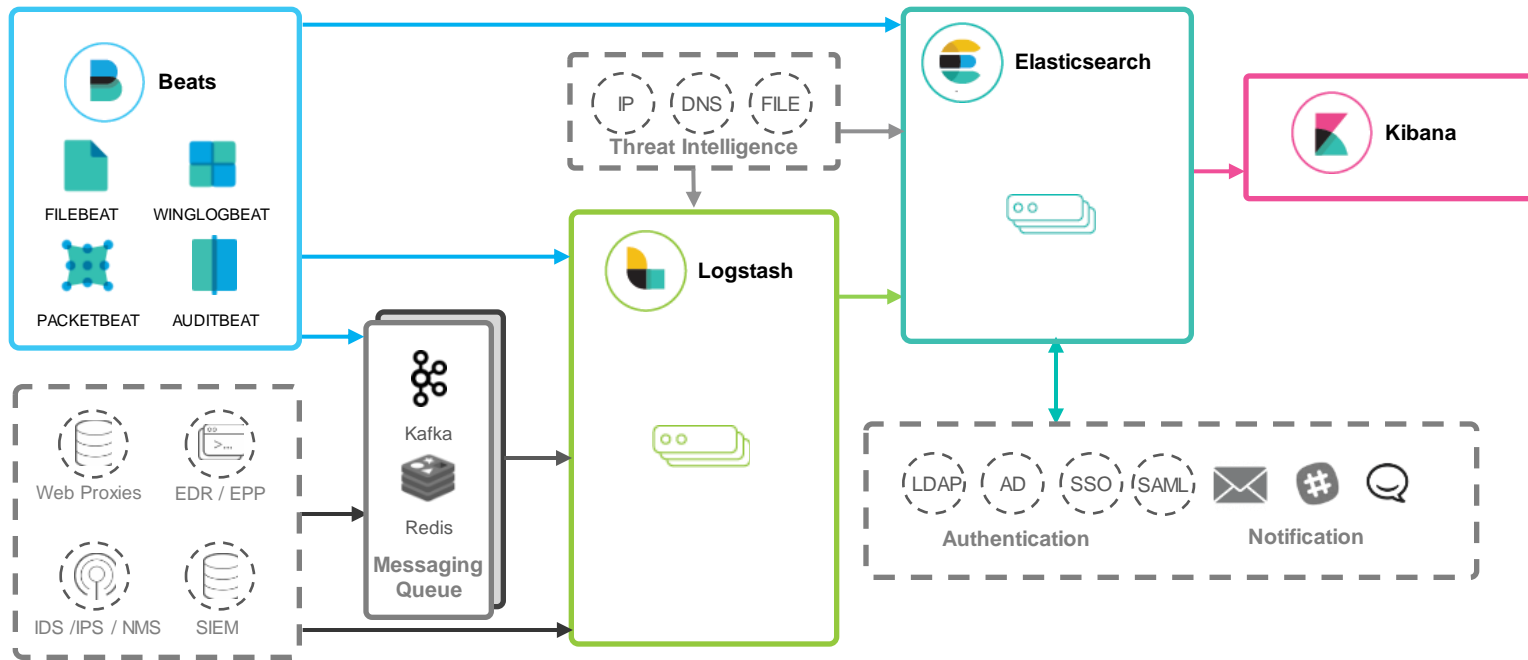 Beats
FILEBEAT
WINGLOGBEAT
PACKETBEAT
AUDITBEAT
Web Proxies
EDR / EPP
>_...
IDS /IPS / NMS
SIEM
Kafka
Redis
Messaging
Queue
IP
DNS
FILE
Threat Intelligence
Logstash
Elasticsearch
Kibana
LDAP
AD
SSO
SAML
#
Authentication
Notification